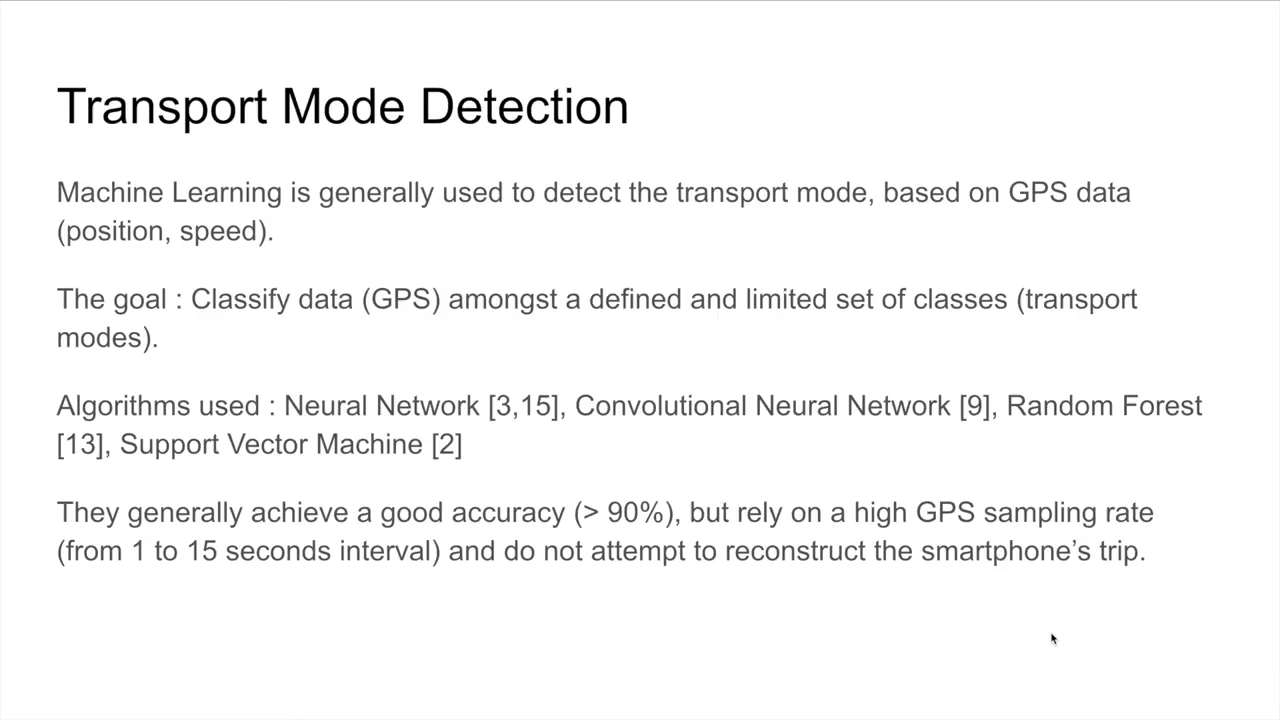 Transport Mode Detection
Machine Learning is generally used to detect the transport mode, based on GPS data
(position, speed).
The goal : Classify data (GPS) amongst a defined and limited set of classes (transport
modes).
Algorithms used : Neural Network [3,15], Convolutional Neural Network [9], Random Forest
[13], Support Vector Machine [2]
They generally achieve a good accuracy (> 90%), but rely on a high GPS sampling rate
(from 1 to 15 seconds interval) and do not attempt to reconstruct the smartphone’s trip.